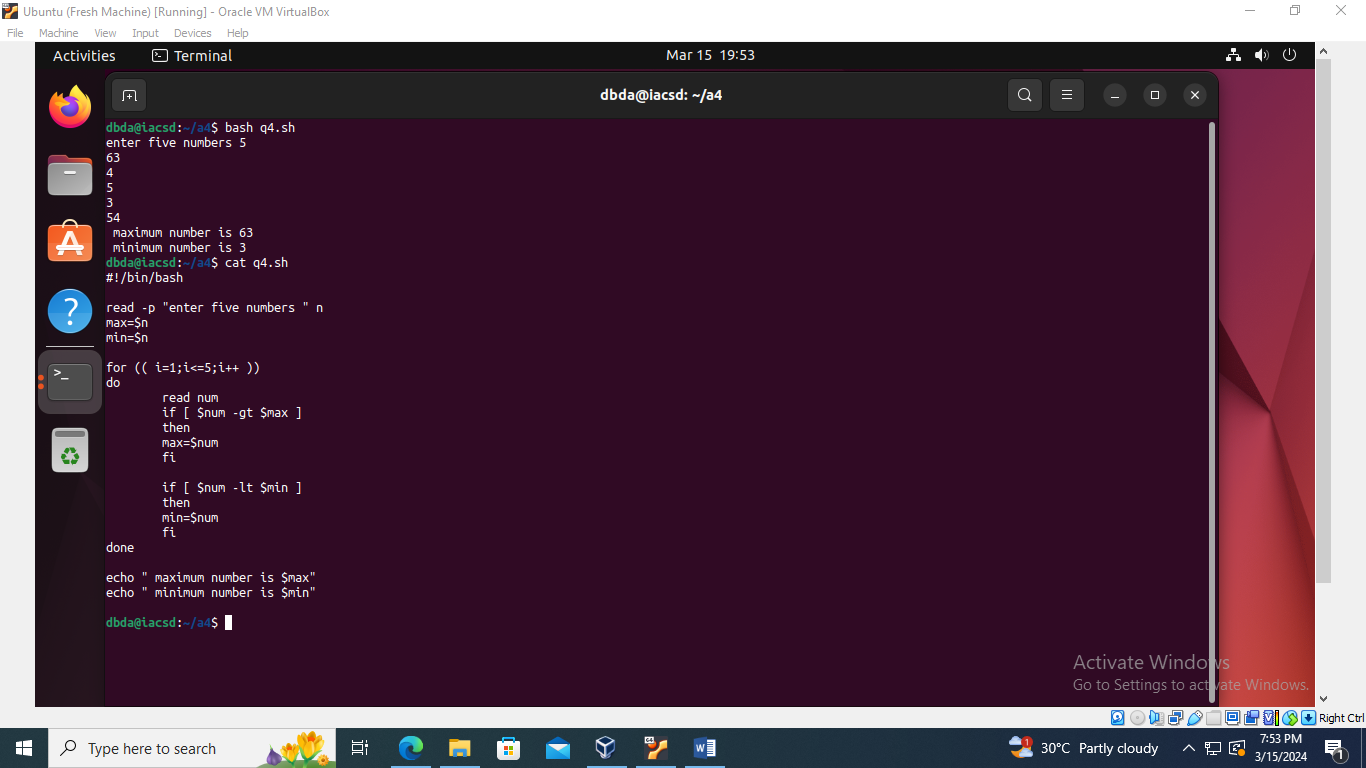 Ubuntu (Fresh Machine) [Running] - Oracle VM VirtualBox
File Machine View Input Devices Help
Activities Terminal Mar 15 19:53
dbda@iacsd: ~/a4
dbda@iacsd:~/a4$ bash q4.sh
enter five numbers 5
63
4
5
3
54
 maximum number is 63
 minimum number is 3
dbda@iacsd:~/a4$ cat q4.sh
#!/bin/bash
read -p "enter five numbers " n
max=$n
min=$n
for (( i=1;i<=5;i++ ))
do
        read num
        if [ $num -gt $max ]
        then
        max=$num
        fi
        if [ $num -lt $min ]
        then
        min=$num
        fi
done
echo " maximum number is $max"
echo " minimum number is $min"
dbda@iacsd:~/a4$
Activate Windows
Go to Settings to activate Windows.
Right Ctrl
Type here to search
30°C Partly cloudy
7:53 PM
3/15/2024